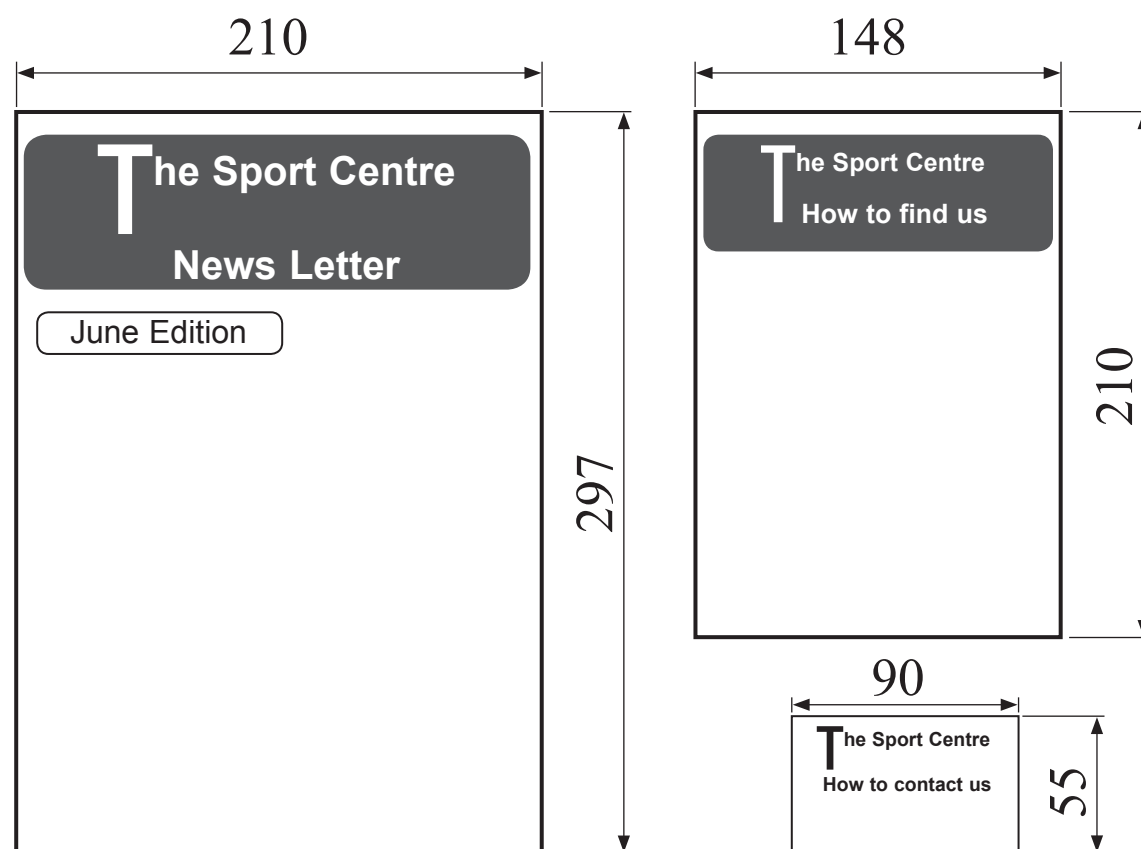 210
The Sport Centre
News Letter
June Edition
297
148
The Sport Centre
How to find us
210
90
The Sport Centre
How to contact us
55